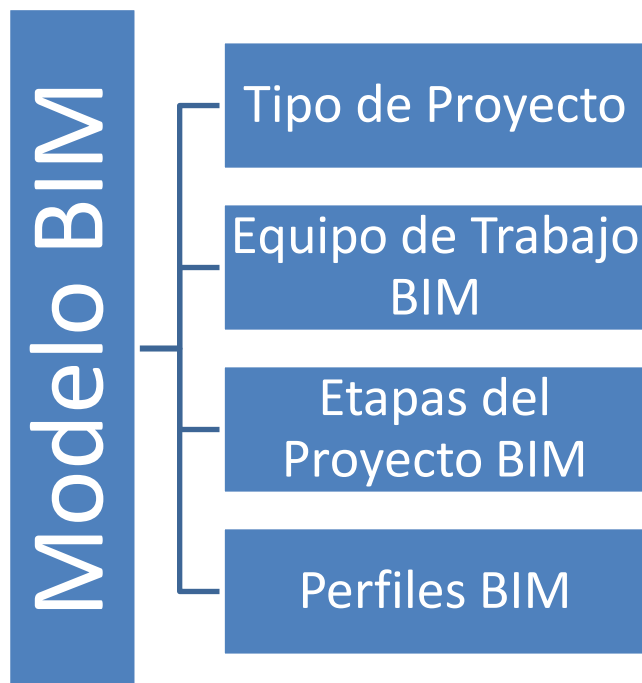 Modelo BIM
Tipo de Proyecto
Equipo de Trabajo
BIM
Etapas del
Proyecto BIM
Perfiles BIM